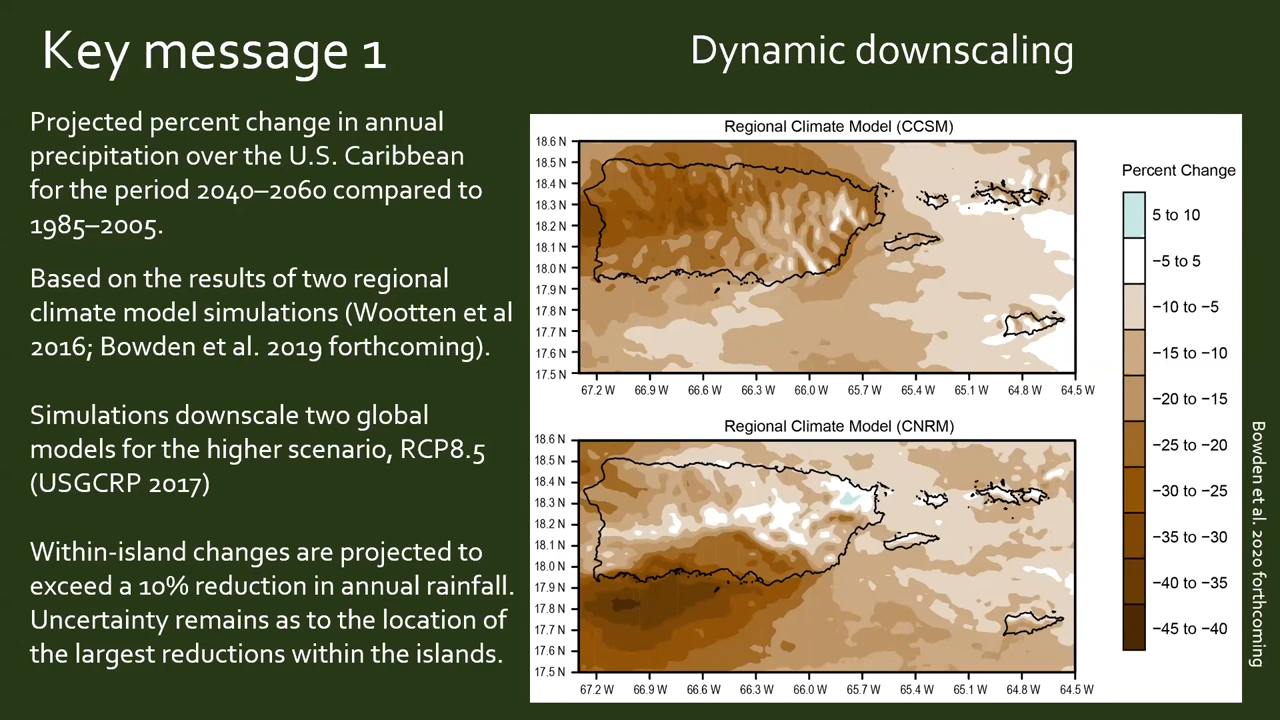 Key message 1
Dynamic downscaling
Projected percent change in annual
precipitation over the U.S. Caribbean
for the period 2040–2060 compared to
1985–2005.
Based on the results of two regional
climate model simulations (Wootten et al
2016; Bowden et al. 2019 forthcoming).
Simulations downscale two global
models for the higher scenario, RCP8.5
(USGCRP 2017)
Within-island changes are projected to
exceed a 10% reduction in annual rainfall.
Uncertainty remains as to the location of
the largest reductions within the islands.
Regional Climate Model (CCSM)
18.6 N
18.5 N
18.4 N
18.3 N
18.2 N
18.1 N
18.0 N
17.9 N
17.8 N
17.7 N
17.6 N
17.5 N
67.2 W 66.9 W 66.6 W 66.3 W 66.0 W 65.7 W 65.4 W 65.1 W 64.8 W 64.5 W
Regional Climate Model (CNRM)
18.6 N
18.5 N
18.4 N
18.3 N
18.2 N
18.1 N
18.0 N
17.9 N
17.8 N
17.7 N
17.6 N
17.5 N
67.2 W 66.9 W 66.6 W 66.3 W 66.0 W 65.7 W 65.4 W 65.1 W 64.8 W 64.5 W
Percent Change
5 to 10
−5 to 5
−10 to −5
−15 to −10
−20 to −15
−25 to −20
−30 to −25
−35 to −30
−40 to −35
−45 to −40
Bowden et al. 2020 forthcoming